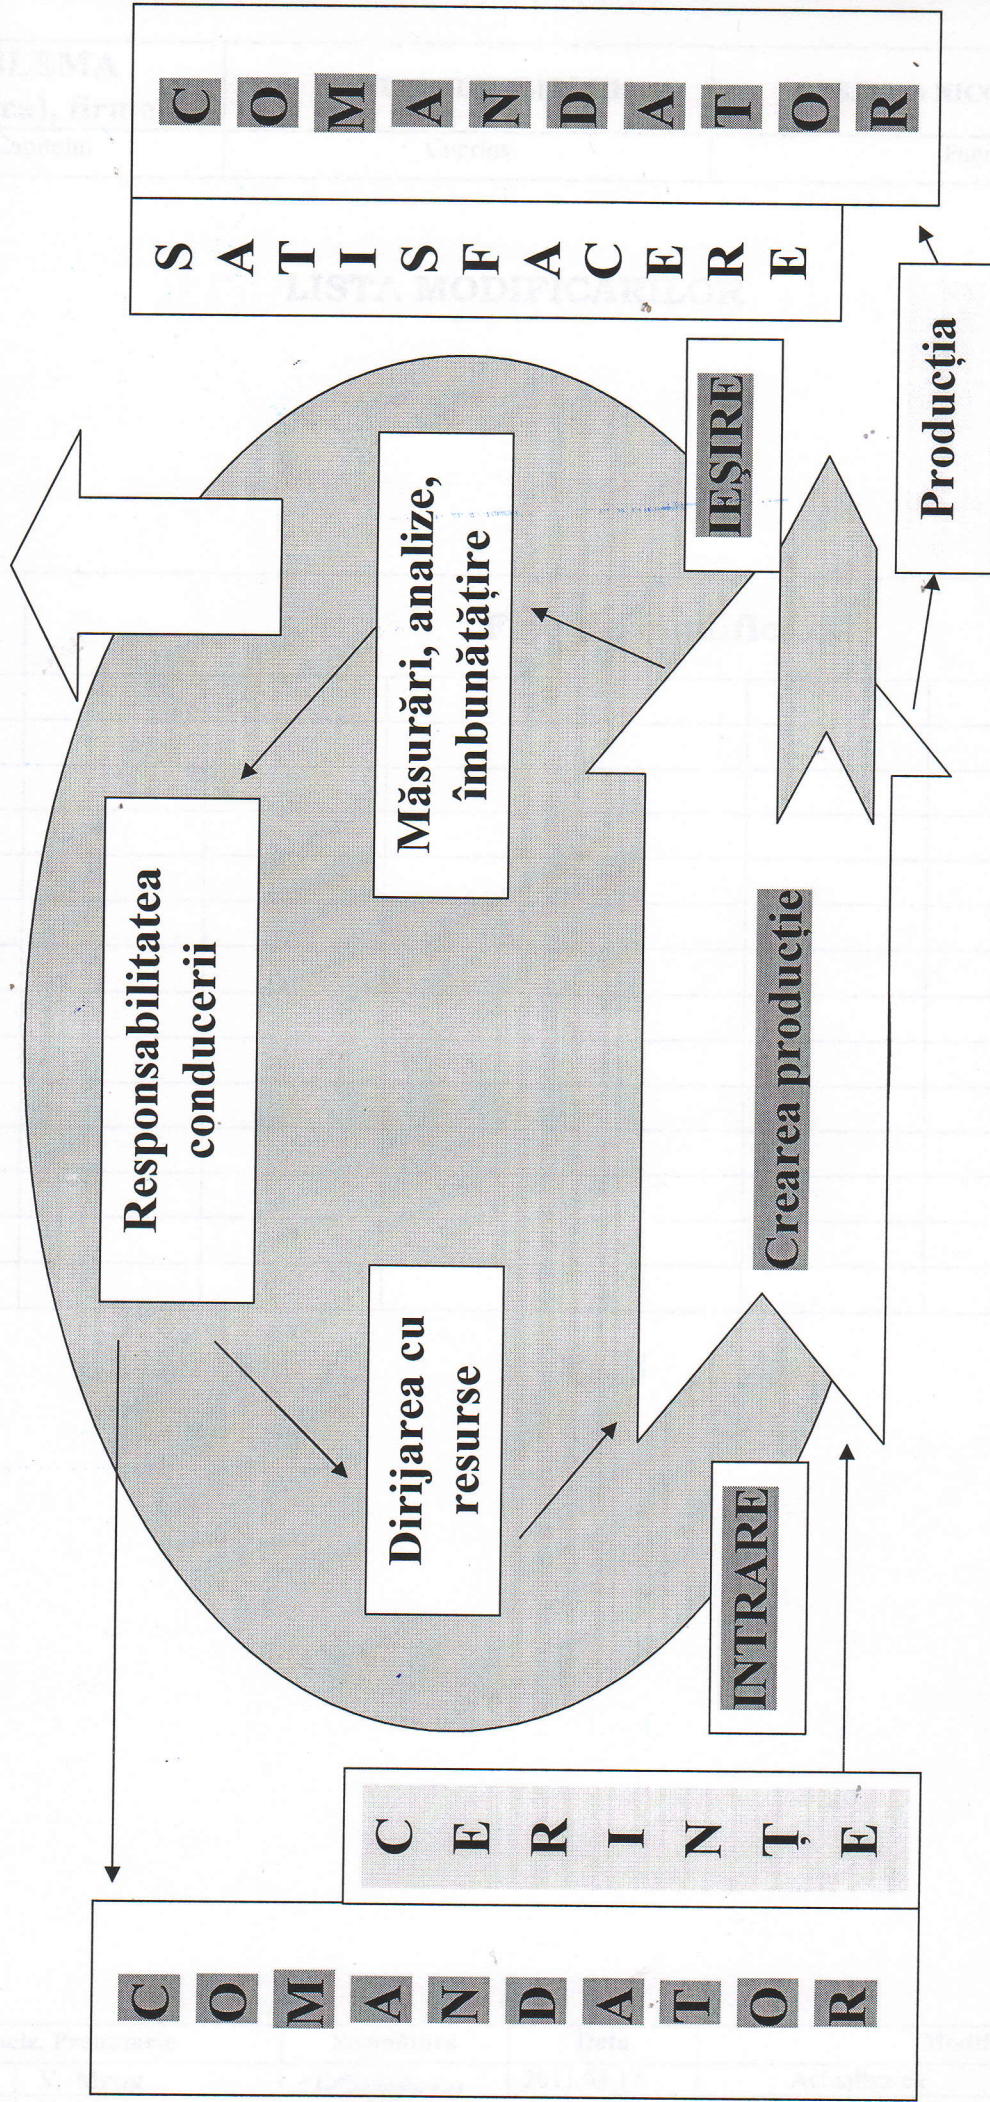 COMANDATOR
CERINȚE
INTRARE
Responsabilitatea
conducerii
Dirijarea cu
resurse
Măsurări, analize,
îmbunătățire
Crearea producție
IEȘIRE
Producția
SATISFACERE
COMANDATOR
LISTA MODIFICĂRILOR